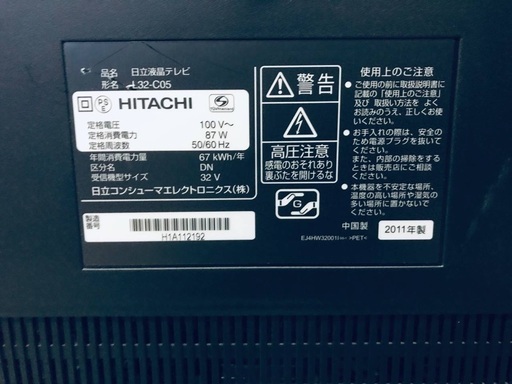 品名 日立液晶テレビ
形名 L32-C05
PS
E
HITACHI
定格電圧 100 V～
定格消費電力 87 W
定格周波数 50/60 Hz
年間消費電力量 67 kWh/年
区分名 DN
受信機型サイズ 32 V
日立コンシューマエレクトロニクス(株)
製造
番号
H1A112192
警告
高圧注意
感電のおそれあり
裏ぶたを開けるな
G
使用上のご注意
●ご使用の前に取扱説明書に
記載の「使用上のご注意」及
び取扱い方法をよくお読み
のうえ、正しくお使いください。
●お手入れの際は、安全の
ため電源プラグを抜くこと。
また、内部の掃除をすると
きは販売店にご相談ください。
●本機器を不安定な場所、
温度の高い場所や湿気の
多い場所に置かないで
ください。
中国製 2011年製